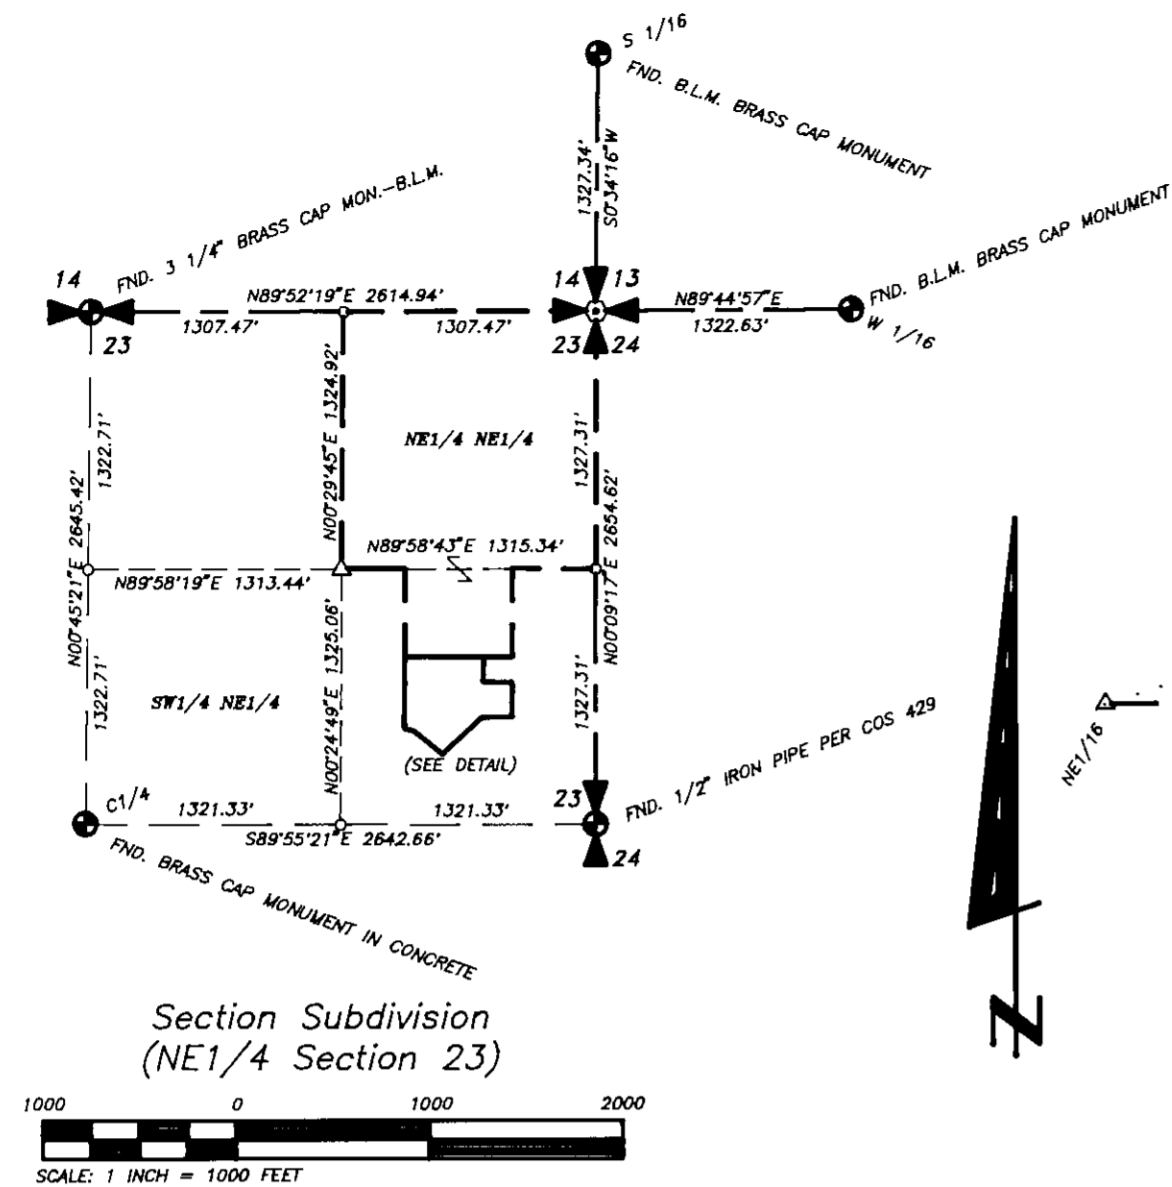 S 1/16
FND. B.L.M. BRASS CAP MONUMENT
1327.34'
S0°34'16"W
FND. 3 1/4" BRASS CAP MON.-B.L.M.
FND. B.L.M. BRASS CAP MONUMENT
W 1/16
14
23
N89°52'19"E 2614.94'
1307.47'
1307.47'
14
13
23
24
N89°44'57"E
1322.63'
1322.71'
N00°45'21"E 2645.42'
1322.71'
N00°29'45"E 1324.92'
NE1/4 NE1/4
1327.31'
N00°09'17"E 2654.62'
1327.31'
N89°58'43"E 1315.34'
N89°58'19"E 1313.44'
N00°24'49"E 1325.06'
SW1/4 NE1/4
(SEE DETAIL)
NE1/16
23
24
FND. 1/2" IRON PIPE PER COS 429
C1/4
1321.33'
1321.33'
S89°55'21"E 2642.66'
FND. BRASS CAP MONUMENT IN CONCRETE
N
Section Subdivision
(NE1/4 Section 23)
1000 0 1000 2000
SCALE: 1 INCH = 1000 FEET